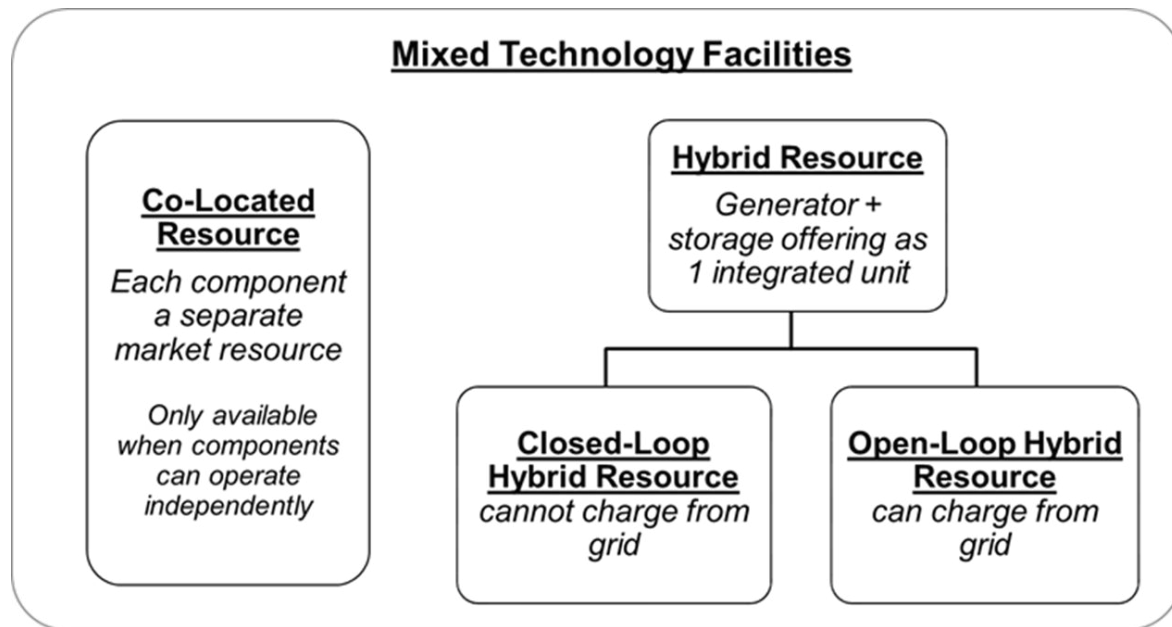 Mixed Technology Facilities
Co-Located
Resource
Each component
a separate
market resource
Only available
when components
can operate
independently
Hybrid Resource
Generator +
storage offering as
1 integrated unit
Closed-Loop
Hybrid Resource
cannot charge from
grid
Open-Loop Hybrid
Resource
can charge from
grid